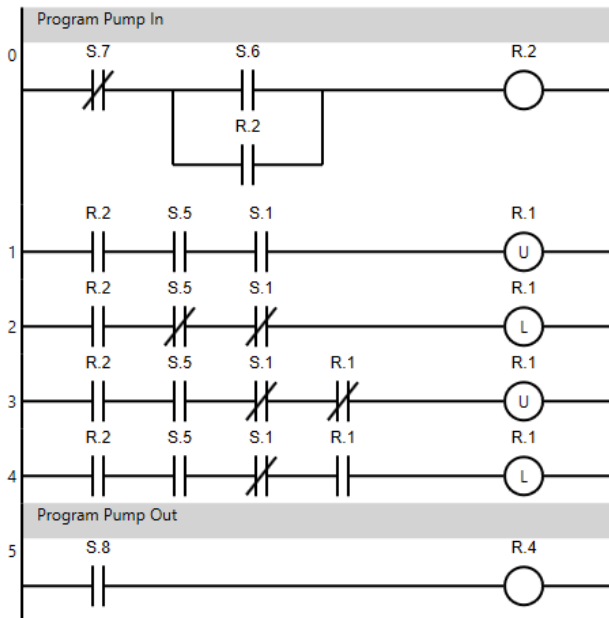 Program Pump In
0
S.7 S.6 R.2
R.2
R.2 S.5 S.1 R.1
1 U
R.2 S.5 S.1 R.1
2 L
R.2 S.5 S.1 R.1 R.1
3 U
R.2 S.5 S.1 R.1 R.1
4 L
Program Pump Out
5 S.8 R.4